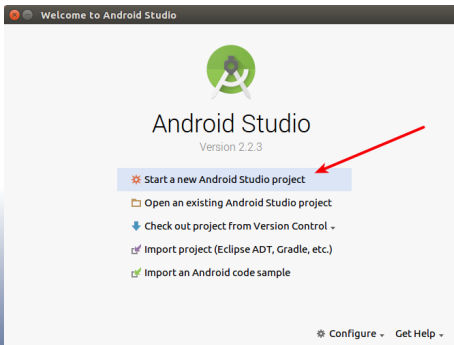 Welcome to Android Studio
Android Studio
Version 2.2.3
Start a new Android Studio project
Open an existing Android Studio project
Check out project from Version Control
Import project (Eclipse ADT, Gradle, etc.)
Import an Android code sample
Configure Get Help